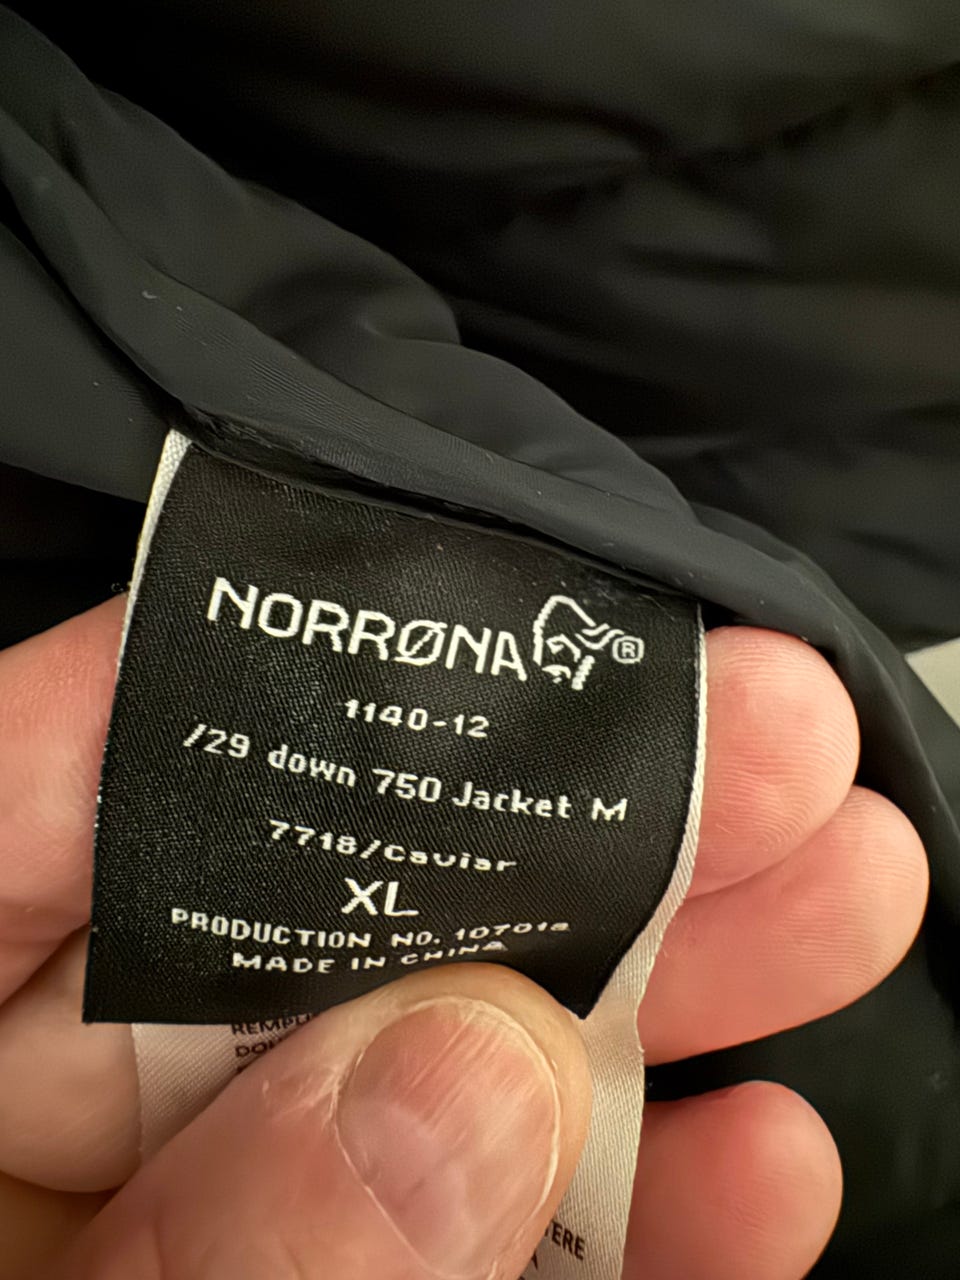 NORRØNA ®
1140-12
/29 down 750 Jacket M
7718/caviar
XL
PRODUCTION NO. 107018
MADE IN CHINA